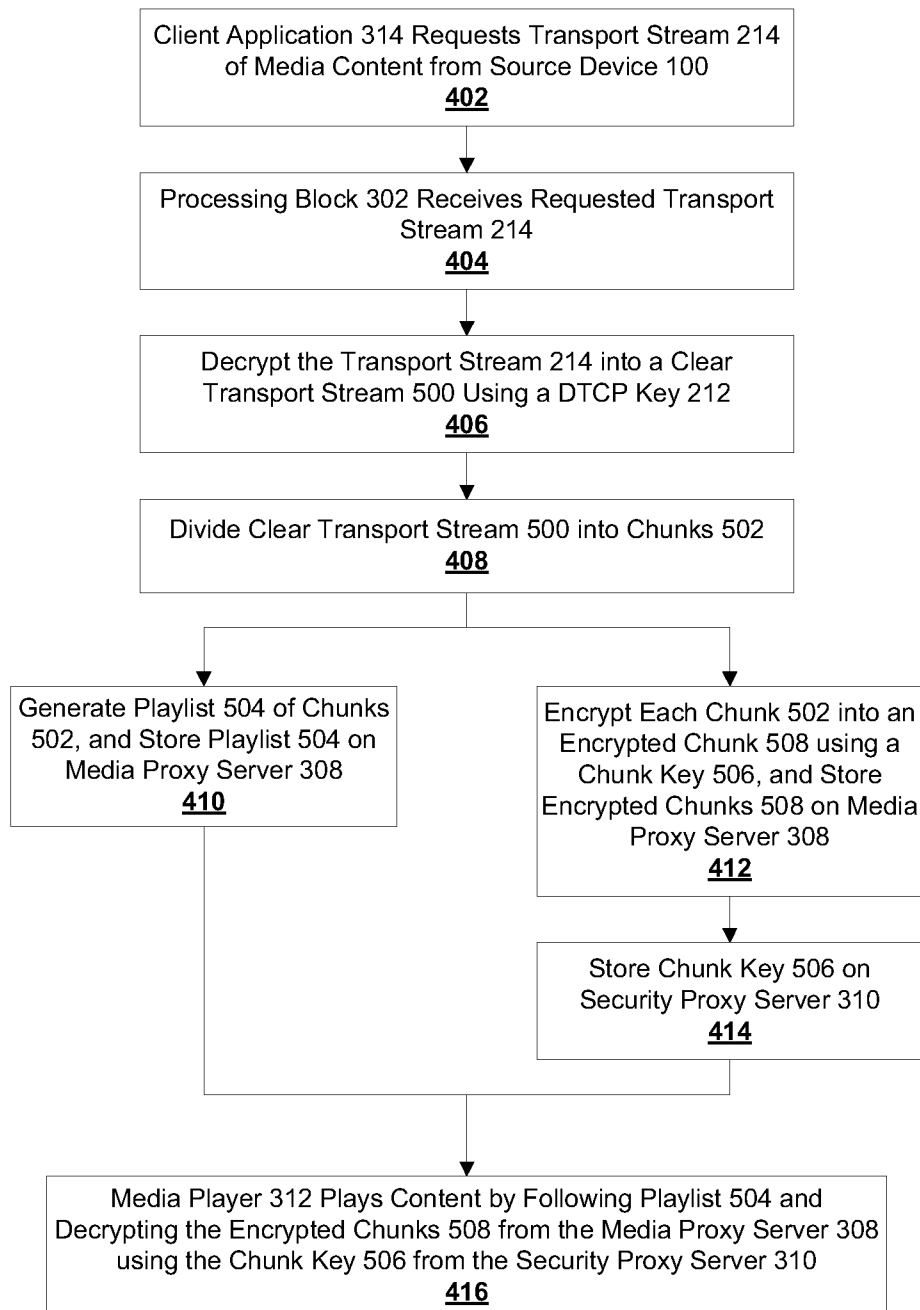 Client Application 314 Requests Transport Stream 214
of Media Content from Source Device 100
402
Processing Block 302 Receives Requested Transport
Stream 214
404
Decrypt the Transport Stream 214 into a Clear
Transport Stream 500 Using a DTCP Key 212
406
Divide Clear Transport Stream 500 into Chunks 502
408
Generate Playlist 504 of Chunks
502, and Store Playlist 504 on
Media Proxy Server 308
410
Encrypt Each Chunk 502 into an
Encrypted Chunk 508 using a
Chunk Key 506, and Store
Encrypted Chunks 508 on Media
Proxy Server 308
412
Store Chunk Key 506 on
Security Proxy Server 310
414
Media Player 312 Plays Content by Following Playlist 504 and
Decrypting the Encrypted Chunks 508 from the Media Proxy Server 308
using the Chunk Key 506 from the Security Proxy Server 310
416